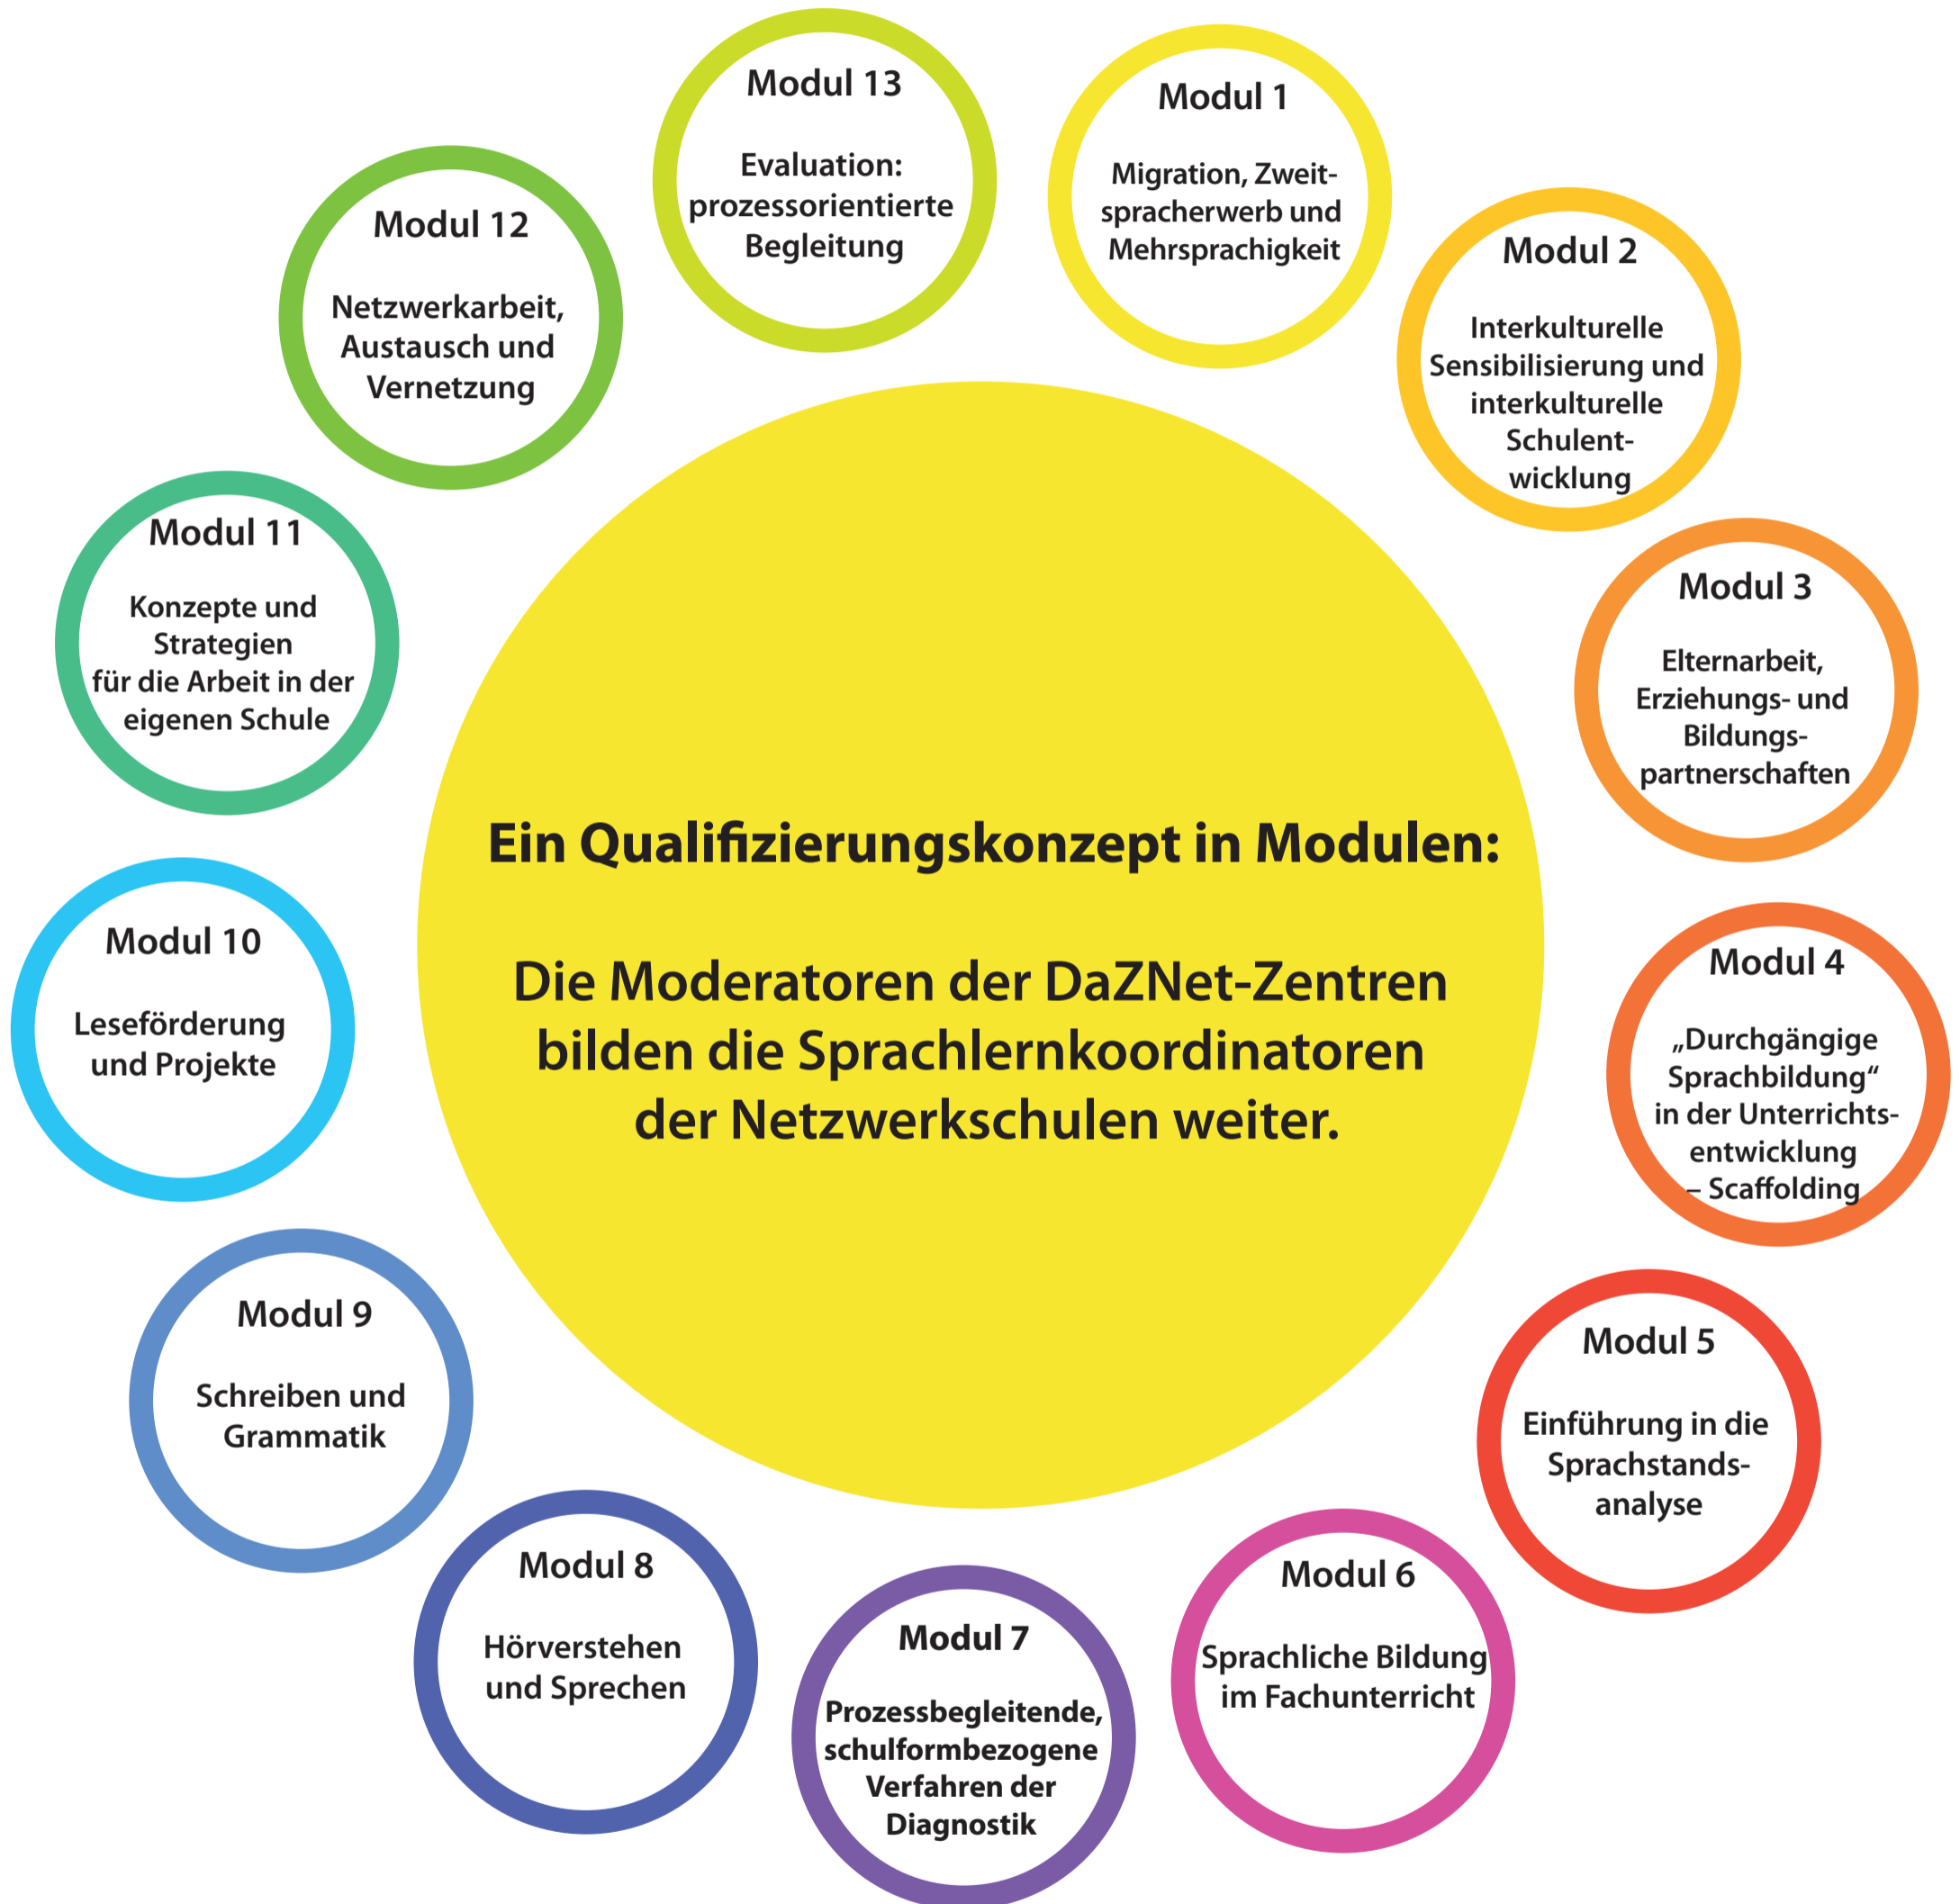 Ein Qualifizierungskonzept in Modulen:
Die Moderatoren der DaZNet-Zentren
bilden die Sprachlernkoordinatoren
der Netzwerkschulen weiter.
Modul 1
Migration, Zweit-
spracherwerb und
Mehrsprachigkeit
Modul 2
Interkulturelle
Sensibilisierung und
interkulturelle
Schulent-
wicklung
Modul 3
Elternarbeit,
Erziehungs- und
Bildungs-
partnerschaften
Modul 4
„Durchgängige
Sprachbildung“
in der Unterrichts-
entwicklung
– Scaffolding
Modul 5
Einführung in die
Sprachstands-
analyse
Modul 6
Sprachliche Bildung
im Fachunterricht
Modul 7
Prozessbegleitende,
schulformbezogene
Verfahren der
Diagnostik
Modul 8
Hörverstehen
und Sprechen
Modul 9
Schreiben und
Grammatik
Modul 10
Leseförderung
und Projekte
Modul 11
Konzepte und
Strategien
für die Arbeit in der
eigenen Schule
Modul 12
Netzwerkarbeit,
Austausch und
Vernetzung
Modul 13
Evaluation:
prozessorientierte
Begleitung